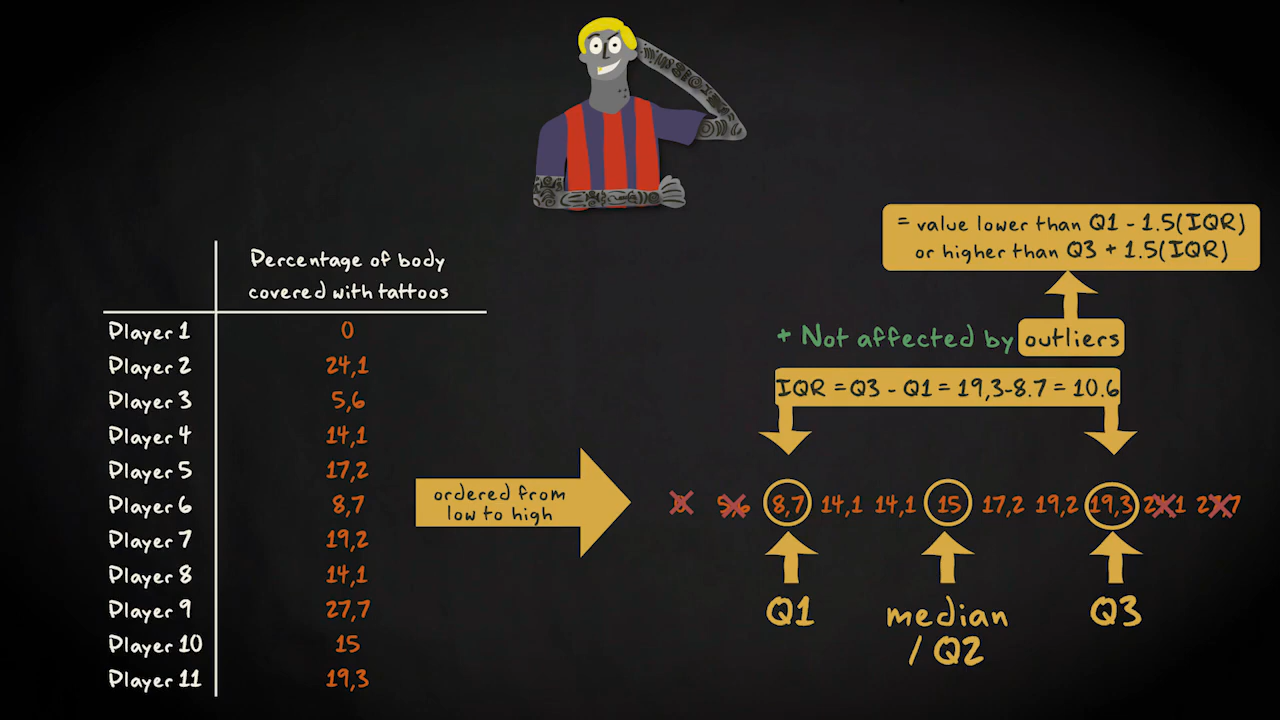 = value lower than Q1 - 1.5(IQR)
or higher than Q3 + 1.5(IQR)
Percentage of body
covered with tattoos
+ Not affected by outliers
IQR = Q3 - Q1 = 19,3-8.7 = 10.6
Player 1 0
Player 2 24,1
Player 3 5,6
Player 4 14,1
Player 5 17,2
Player 6 8,7
Player 7 19,2
Player 8 14,1
Player 9 27,7
Player 10 15
Player 11 19,3
ordered from
low to high
0 5,6 8,7 14,1 14,1 15 17,2 19,2 19,3 24,1 27,7
Q1
median
/ Q2
Q3